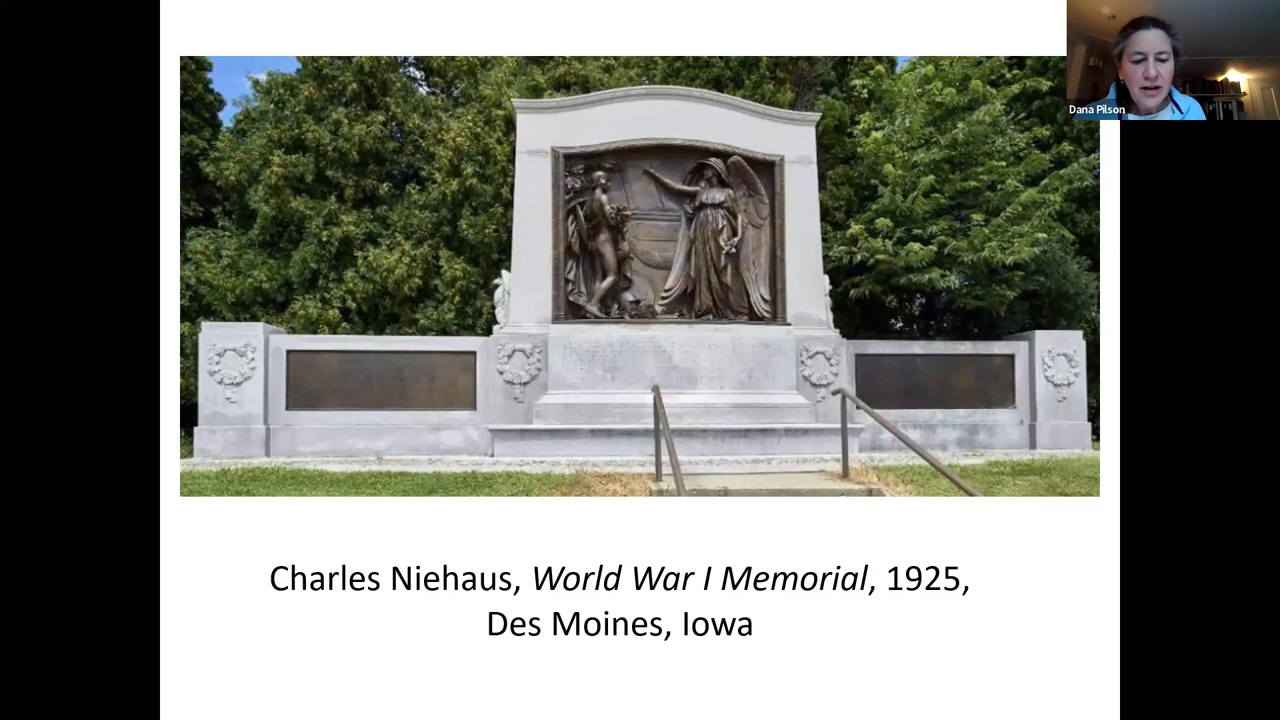 Dana Pilson
Charles Niehaus, World War I Memorial, 1925,
Des Moines, Iowa